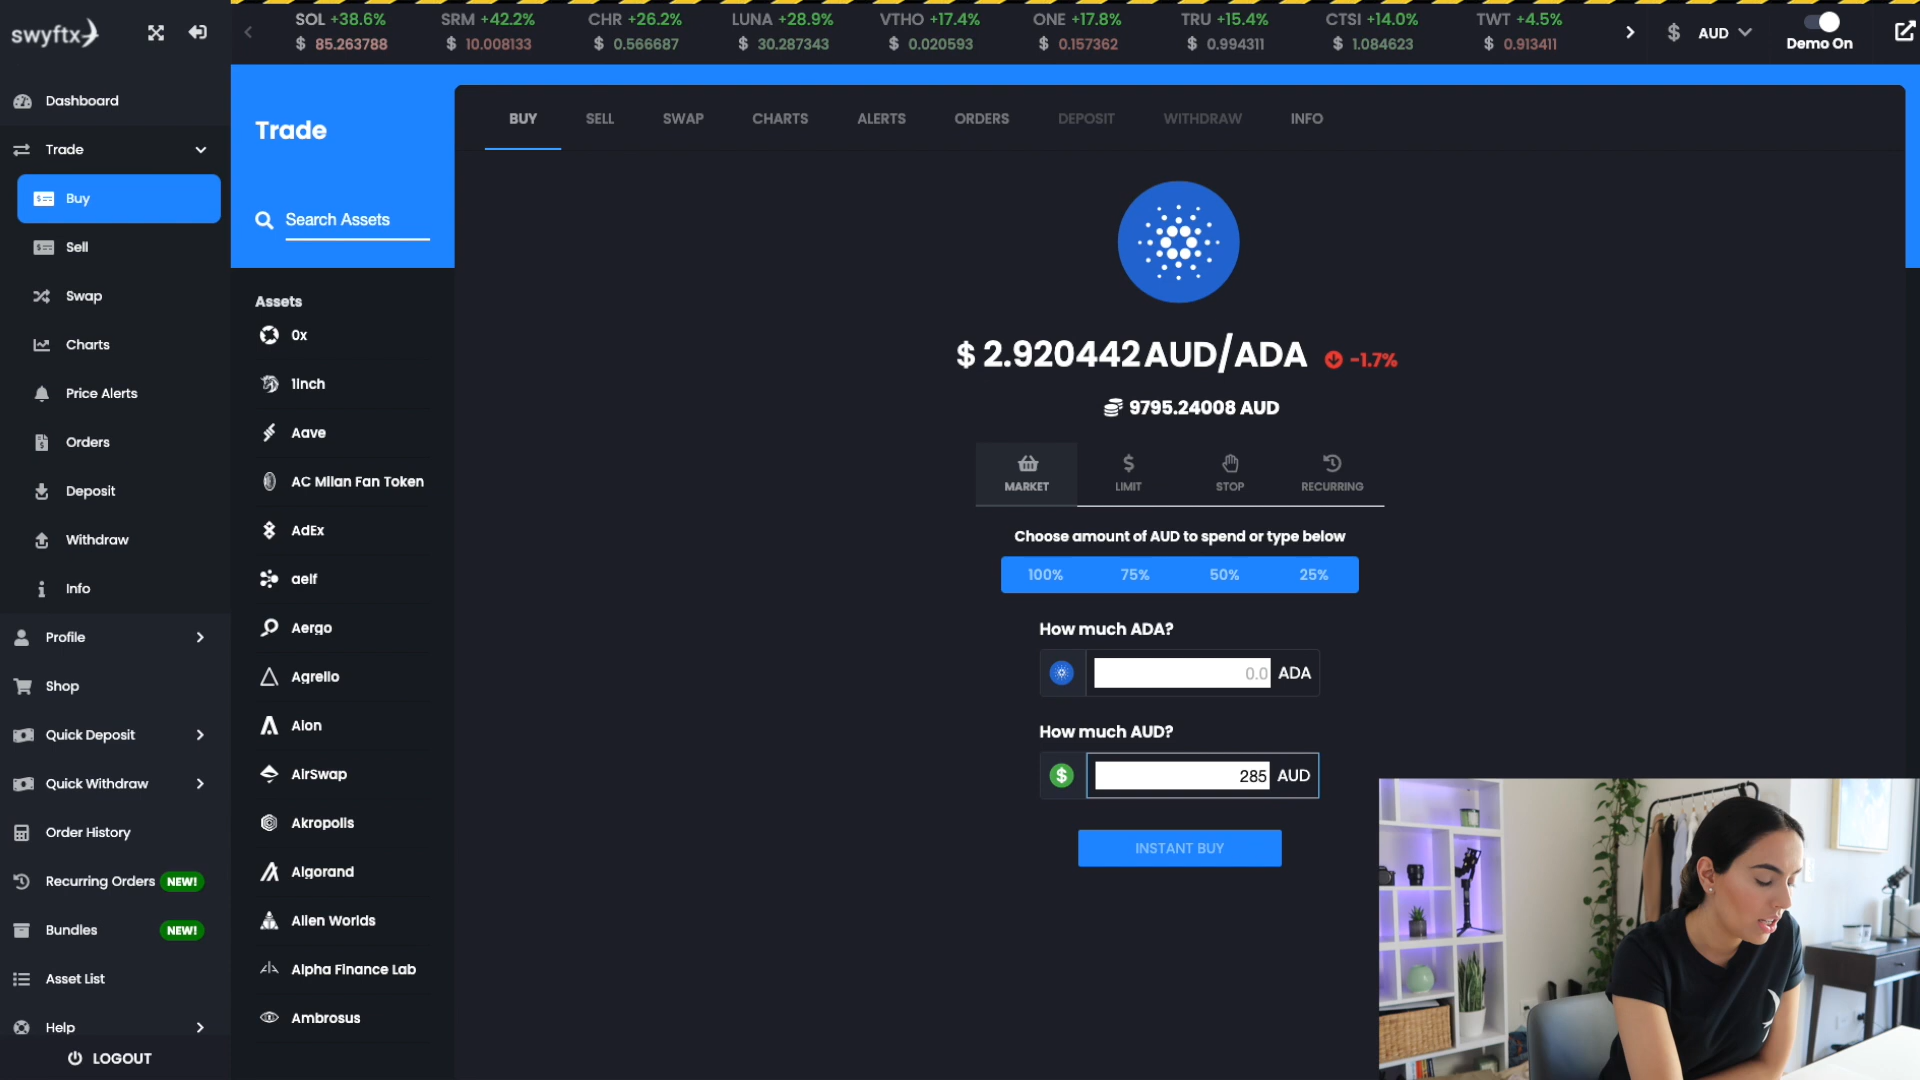 swyftx
SOL +38.6%
$ 85.263788
SRM +42.2%
$ 10.008133
CHR +26.2%
$ 0.566687
LUNA +28.9%
$ 30.287343
VTHO +17.4%
$ 0.020593
ONE +17.8%
$ 0.157362
TRU +15.4%
$ 0.994311
CTSI +14.0%
$ 1.084623
TWT +4.5%
$ 0.913411
$ AUD
Demo On
Dashboard
Trade
Buy
Sell
Swap
Charts
Price Alerts
Orders
Deposit
Withdraw
Info
Profile
Shop
Quick Deposit
Quick Withdraw
Order History
Recurring Orders NEW!
Bundles NEW!
Asset List
Help
LOGOUT
Trade
Search Assets
Assets
0x
1inch
Aave
AC Milan Fan Token
AdEx
aelf
Aergo
Agrello
Aion
AirSwap
Akropolis
Algorand
Alien Worlds
Alpha Finance Lab
Ambrosus
BUY SELL SWAP CHARTS ALERTS ORDERS DEPOSIT WITHDRAW INFO
$ 2.920442 AUD/ADA -1.7%
9795.24008 AUD
MARKET LIMIT STOP RECURRING
Choose amount of AUD to spend or type below
100% 75% 50% 25%
How much ADA?
0.0 ADA
How much AUD?
$ 285 AUD
INSTANT BUY